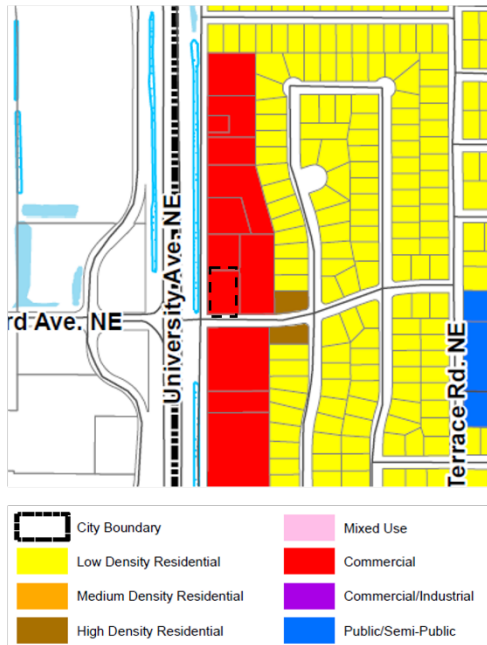 University Ave. NE
rd Ave. NE
Terrace Rd. NE
City Boundary
Mixed Use
Low Density Residential
Commercial
Medium Density Residential
Commercial/Industrial
High Density Residential
Public/Semi-Public